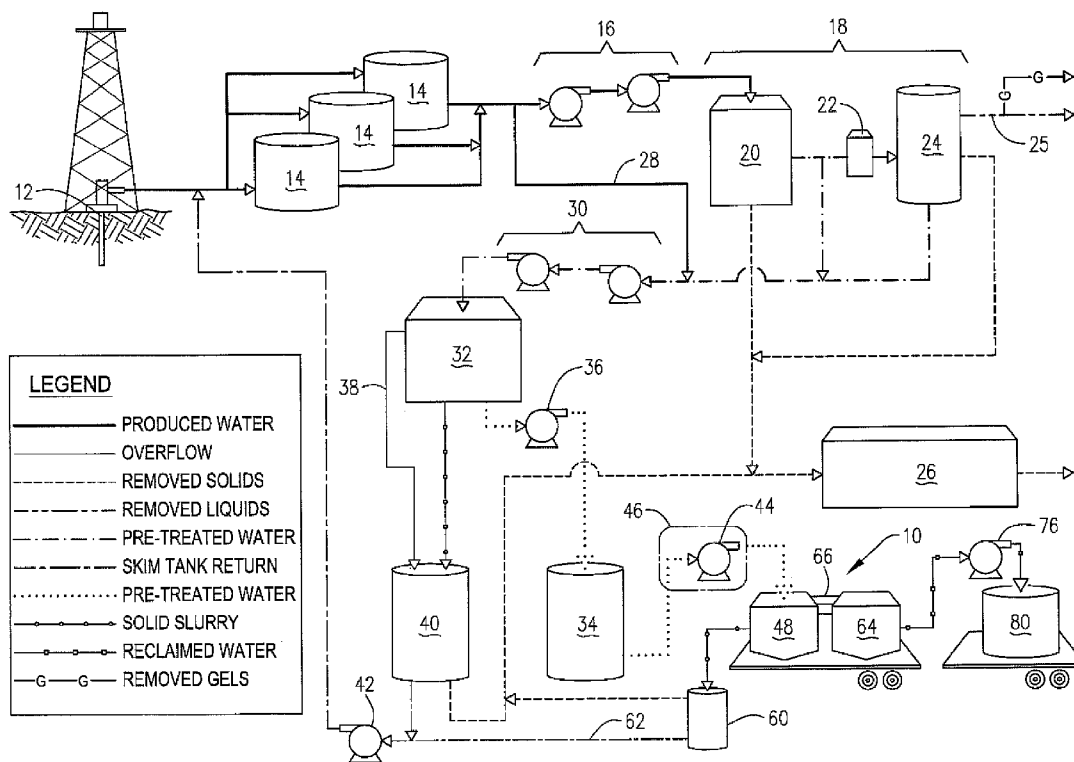 16
18
G
G
22
14
14
14
20
24
25
12
28
30
32
36
38
LEGEND
PRODUCED WATER
OVERFLOW
REMOVED SOLIDS
REMOVED LIQUIDS
PRE-TREATED WATER
SKIM TANK RETURN
PRE-TREATED WATER
SOLID SLURRY
RECLAIMED WATER
G G REMOVED GELS
26
46
44
76
10
66
40
34
48
64
80
42
62
60